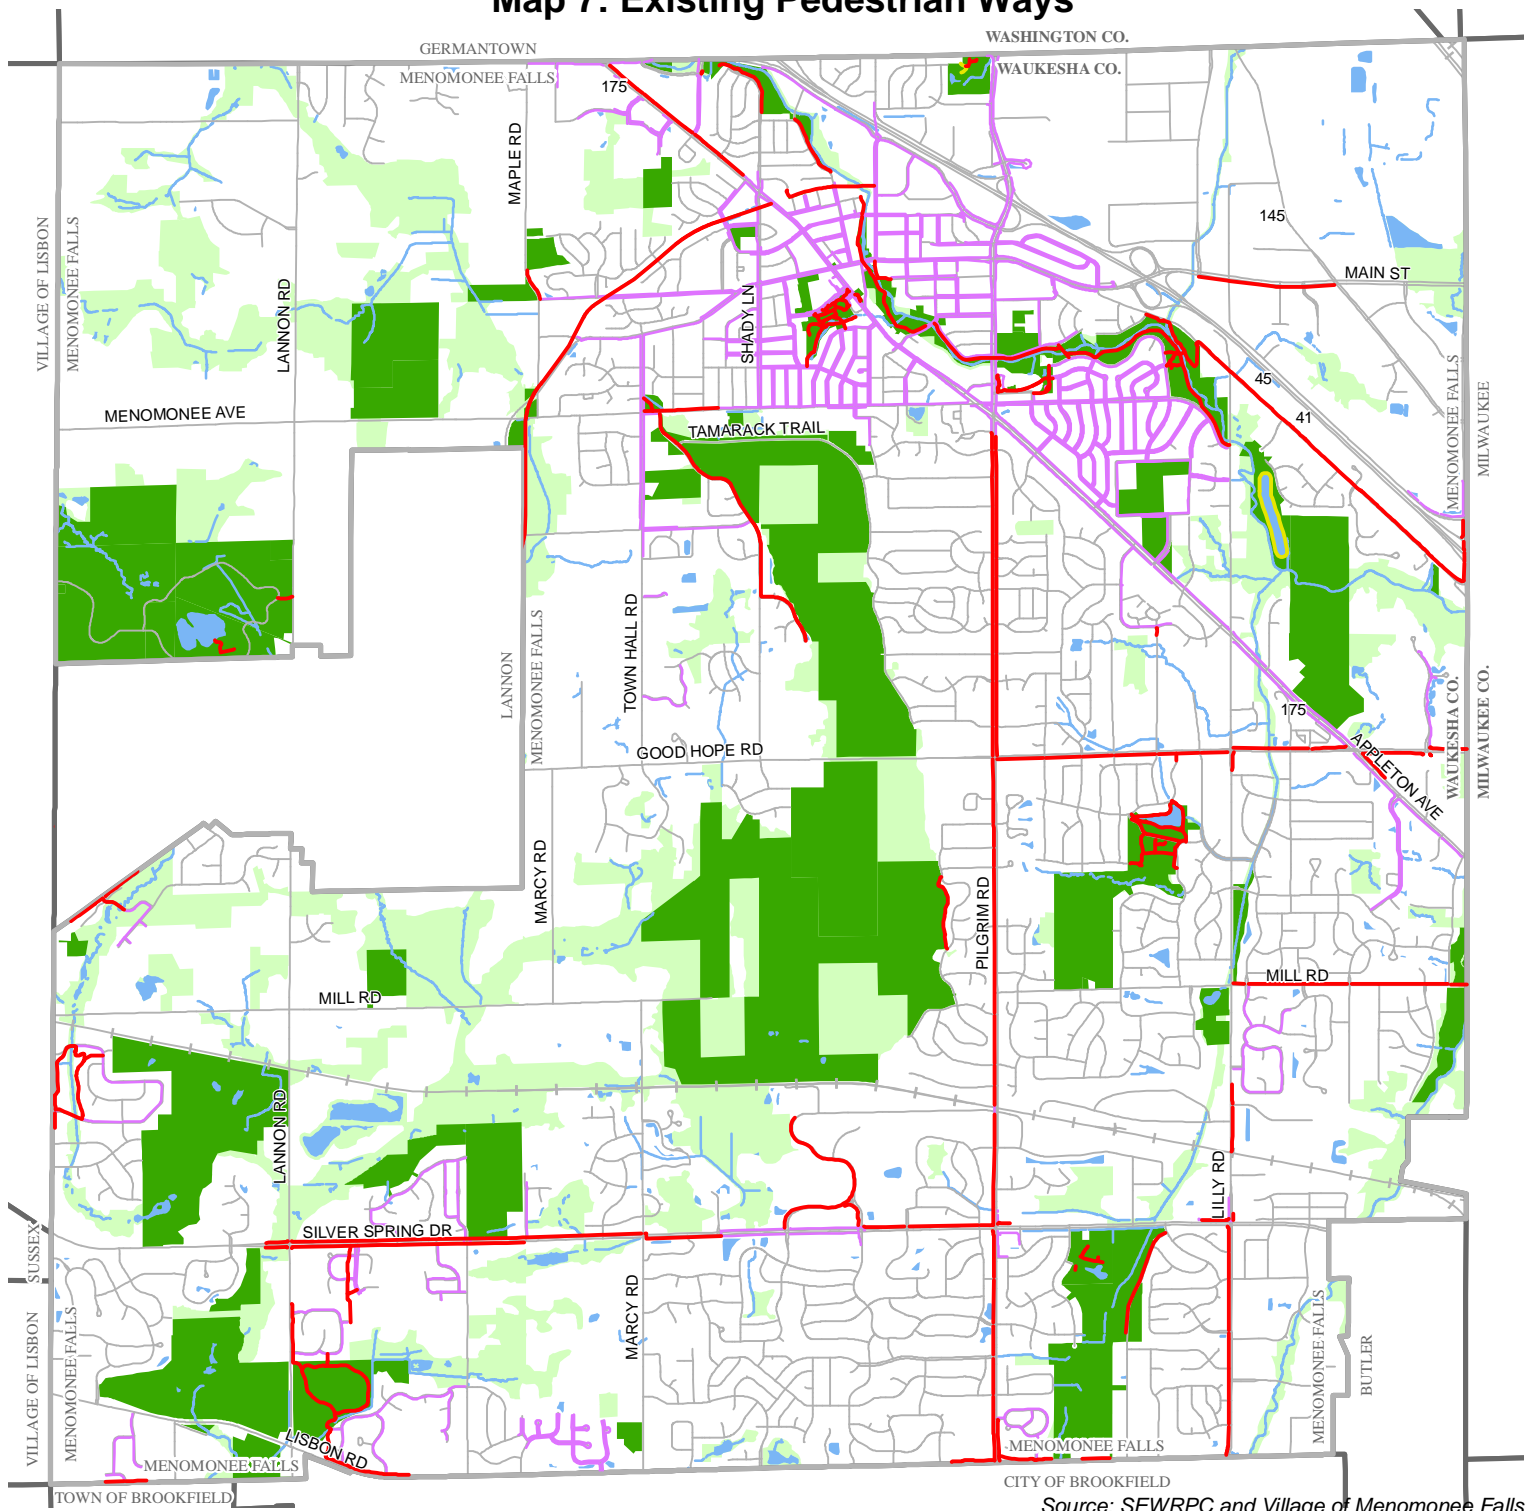 Map 7: Existing Pedestrian Ways
WASHINGTON CO.
GERMANTOWN
MENOMONEE FALLS
WAUKESHA CO.
175
MAPLE RD
145
VILLAGE OF LISBON
MENOMONEE FALLS
LANNON RD
MAIN ST
SHADY LN
45
41
MENOMONEE FALLS
MILWAUKEE
MENOMONEE AVE
TAMARACK TRAIL
LANNON
MENOMONEE FALLS
TOWN HALL RD
175
GOOD HOPE RD
APPLETON AVE
WAUKESHA CO.
MILWAUKEE CO.
MARCY RD
PILGRIM RD
MILL RD
MILL RD
LANNON RD
LILLY RD
SILVER SPRING DR
SUSSEX
VILLAGE OF LISBON
MENOMONEE FALLS
MARCY RD
MENOMONEE FALLS
BUTLER
LISBON RD
MENOMONEE FALLS
MENOMONEE FALLS
CITY OF BROOKFIELD
TOWN OF BROOKFIELD
Source: SEWRPC and Village of Menomonee Falls